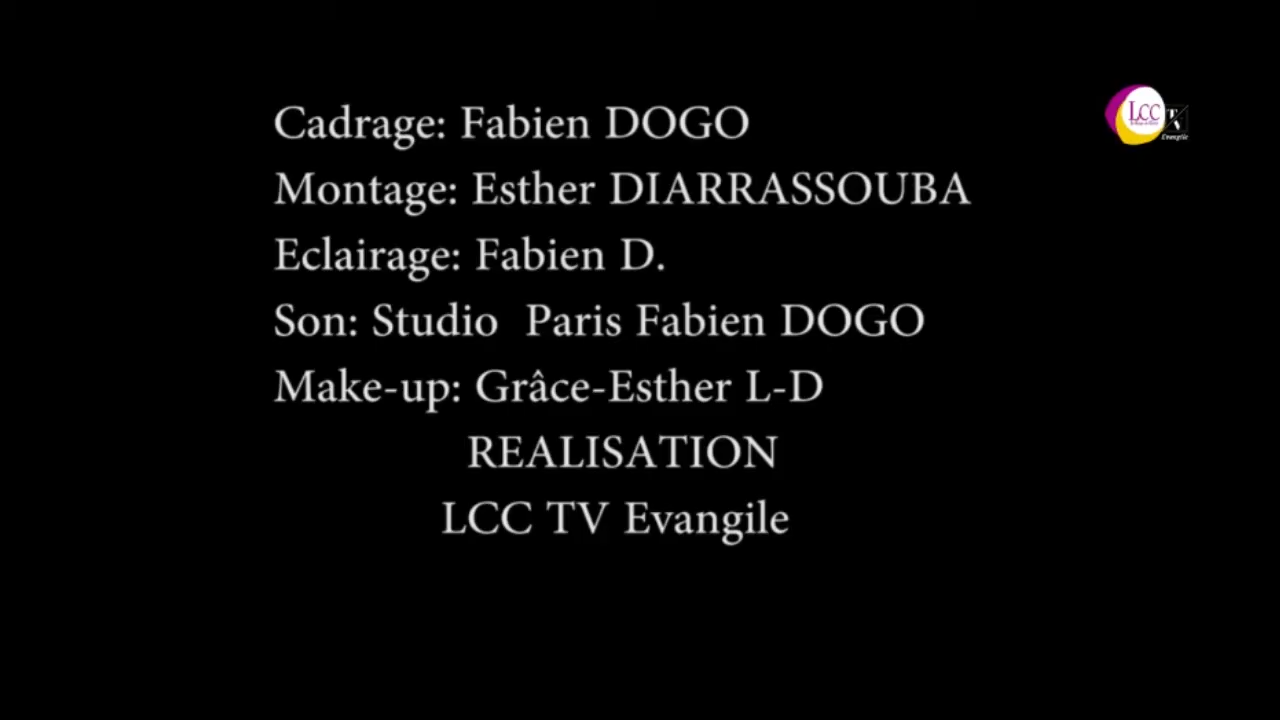 Cadrage: Fabien DOGO
LCC
Montage: Esther DIARRASSOUBA
Eclairage: Fabien D.
Son: Studio  Paris Fabien DOGO
Make-up: Grâce-Esther L-D
REALISATION
LCC TV Evangile